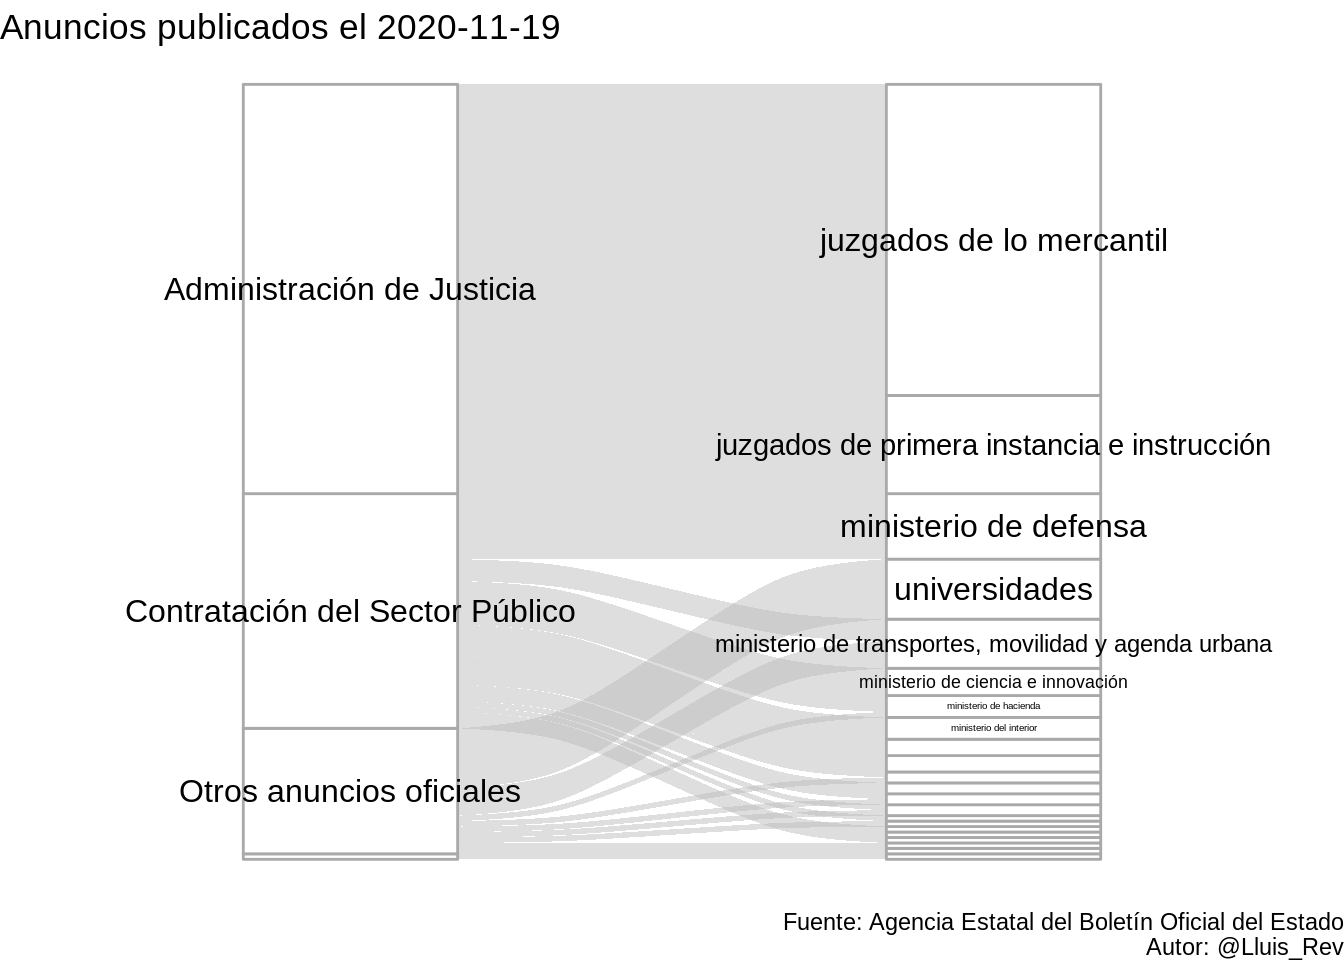 Anuncios publicados el 2020-11-19
juzgados de lo mercantil
Administración de Justicia
juzgados de primera instancia e instrucción
ministerio de defensa
universidades
Contratación del Sector Público
ministerio de transportes, movilidad y agenda urbana
ministerio de ciencia e innovación
ministerio de hacienda
ministerio del interior
Otros anuncios oficiales
Fuente: Agencia Estatal del Boletín Oficial del Estado
Autor: @Lluis_Rev